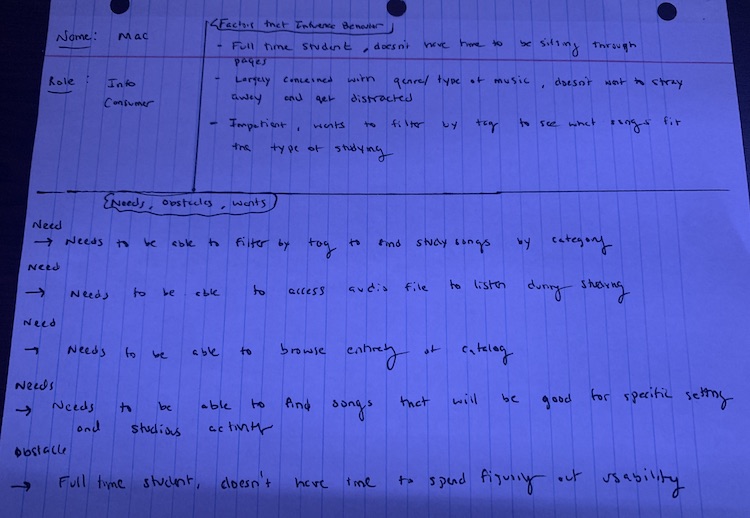 Name: Mac
Role: Info
Consumer
Factors that Influence Behavior
- Full time student, doesn't have time to be sifting through
pages
- Largely concerned with genre/type of music, doesn't want to stray
away and get distracted
- Impatient, wants to filter by tag to see what songs fit
the type of studying
Needs, obstacles, wants
Need
→ Needs to be able to filter by tag to find study songs by category
Need
→ Needs to be able to access audio file to listen during studying
Need
→ Needs to be able to browse entirety of catalog
Needs
→ Needs to be able to find songs that will be good for specific setting
and studious activity
Obstacle
→ Full time student, doesn't have time to spend figuring out usability